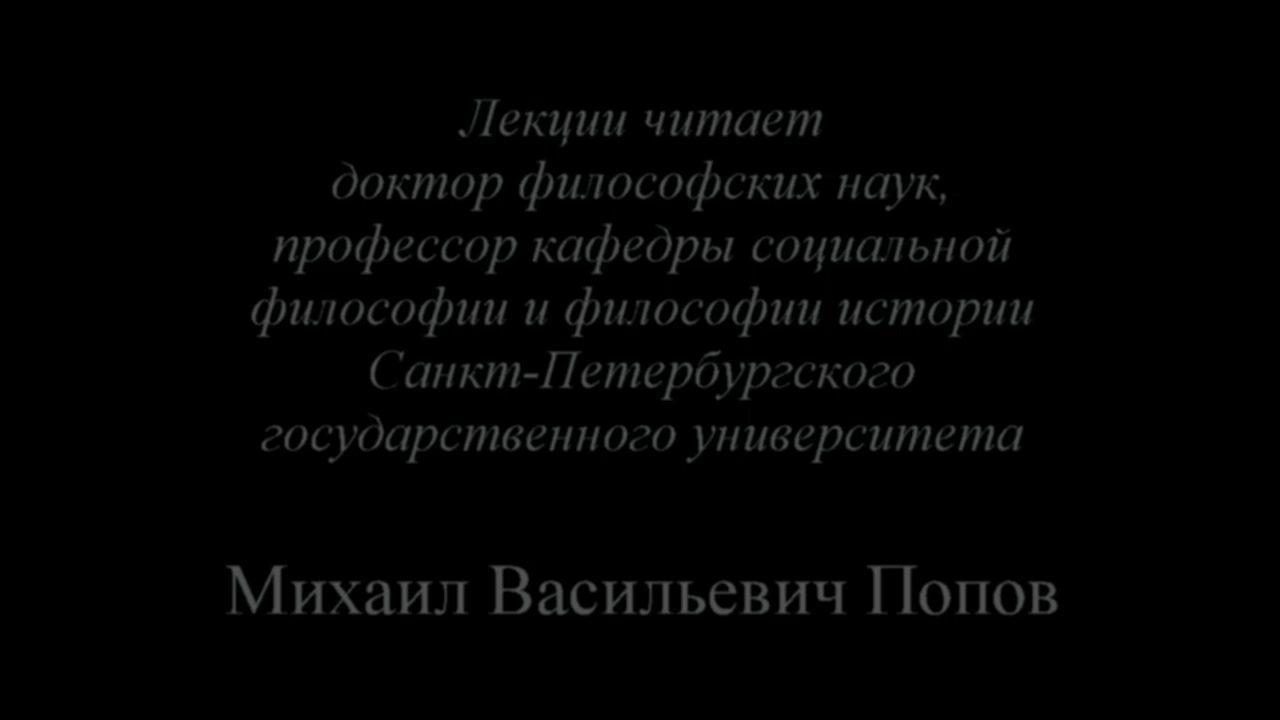 Лекции читает
доктор философских наук,
профессор кафедры социальной
философии и философии истории
Санкт-Петербургского
государственного университета
Михаил Васильевич Попов